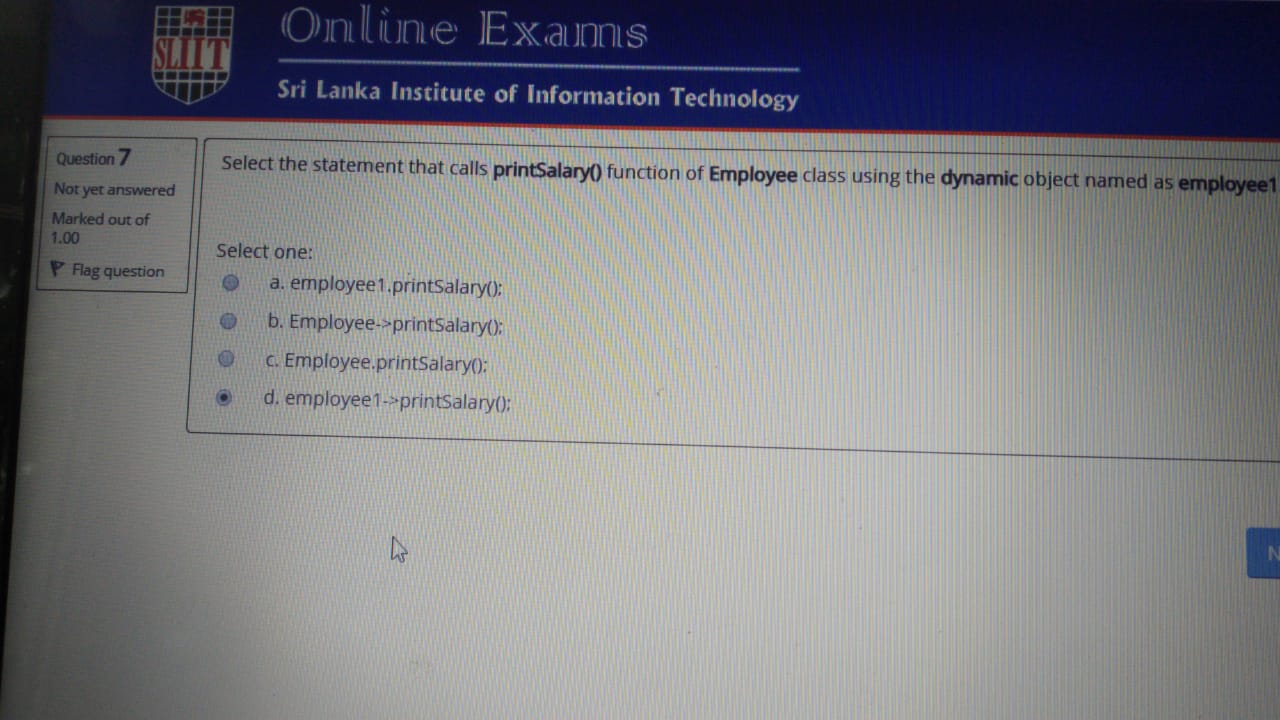 SLIIT
Online Exams
Sri Lanka Institute of Information Technology
Question 7
Not yet answered
Marked out of
1.00
Flag question
Select the statement that calls printSalary() function of Employee class using the dynamic object named as employee1
Select one:
a. employee1.printSalary();
b. Employee->printSalary();
c. Employee.printSalary();
d. employee1->printSalary();
N